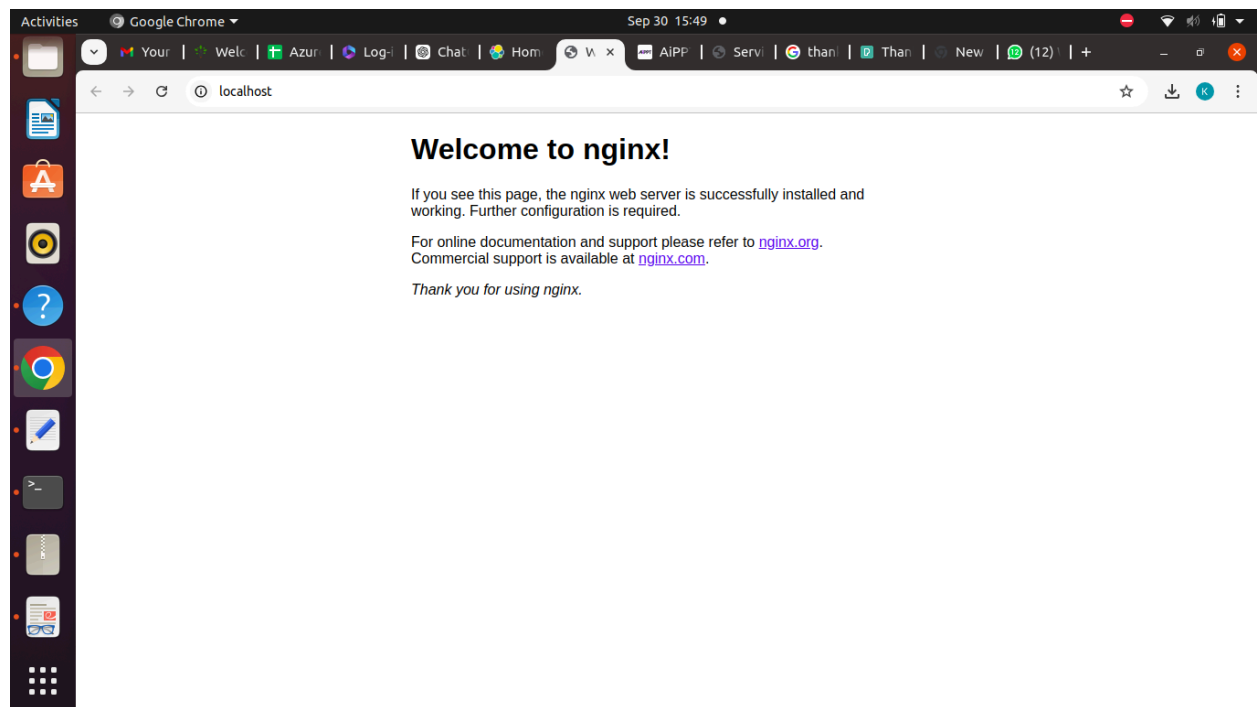 Activities Google Chrome Sep 30 15:49
Your Welc Azur Log-i Chat Hom W AiPP Servi thanl Than New (12) +
localhost K
Welcome to nginx!
If you see this page, the nginx web server is successfully installed and
working. Further configuration is required.
For online documentation and support please refer to nginx.org.
Commercial support is available at nginx.com.
Thank you for using nginx.